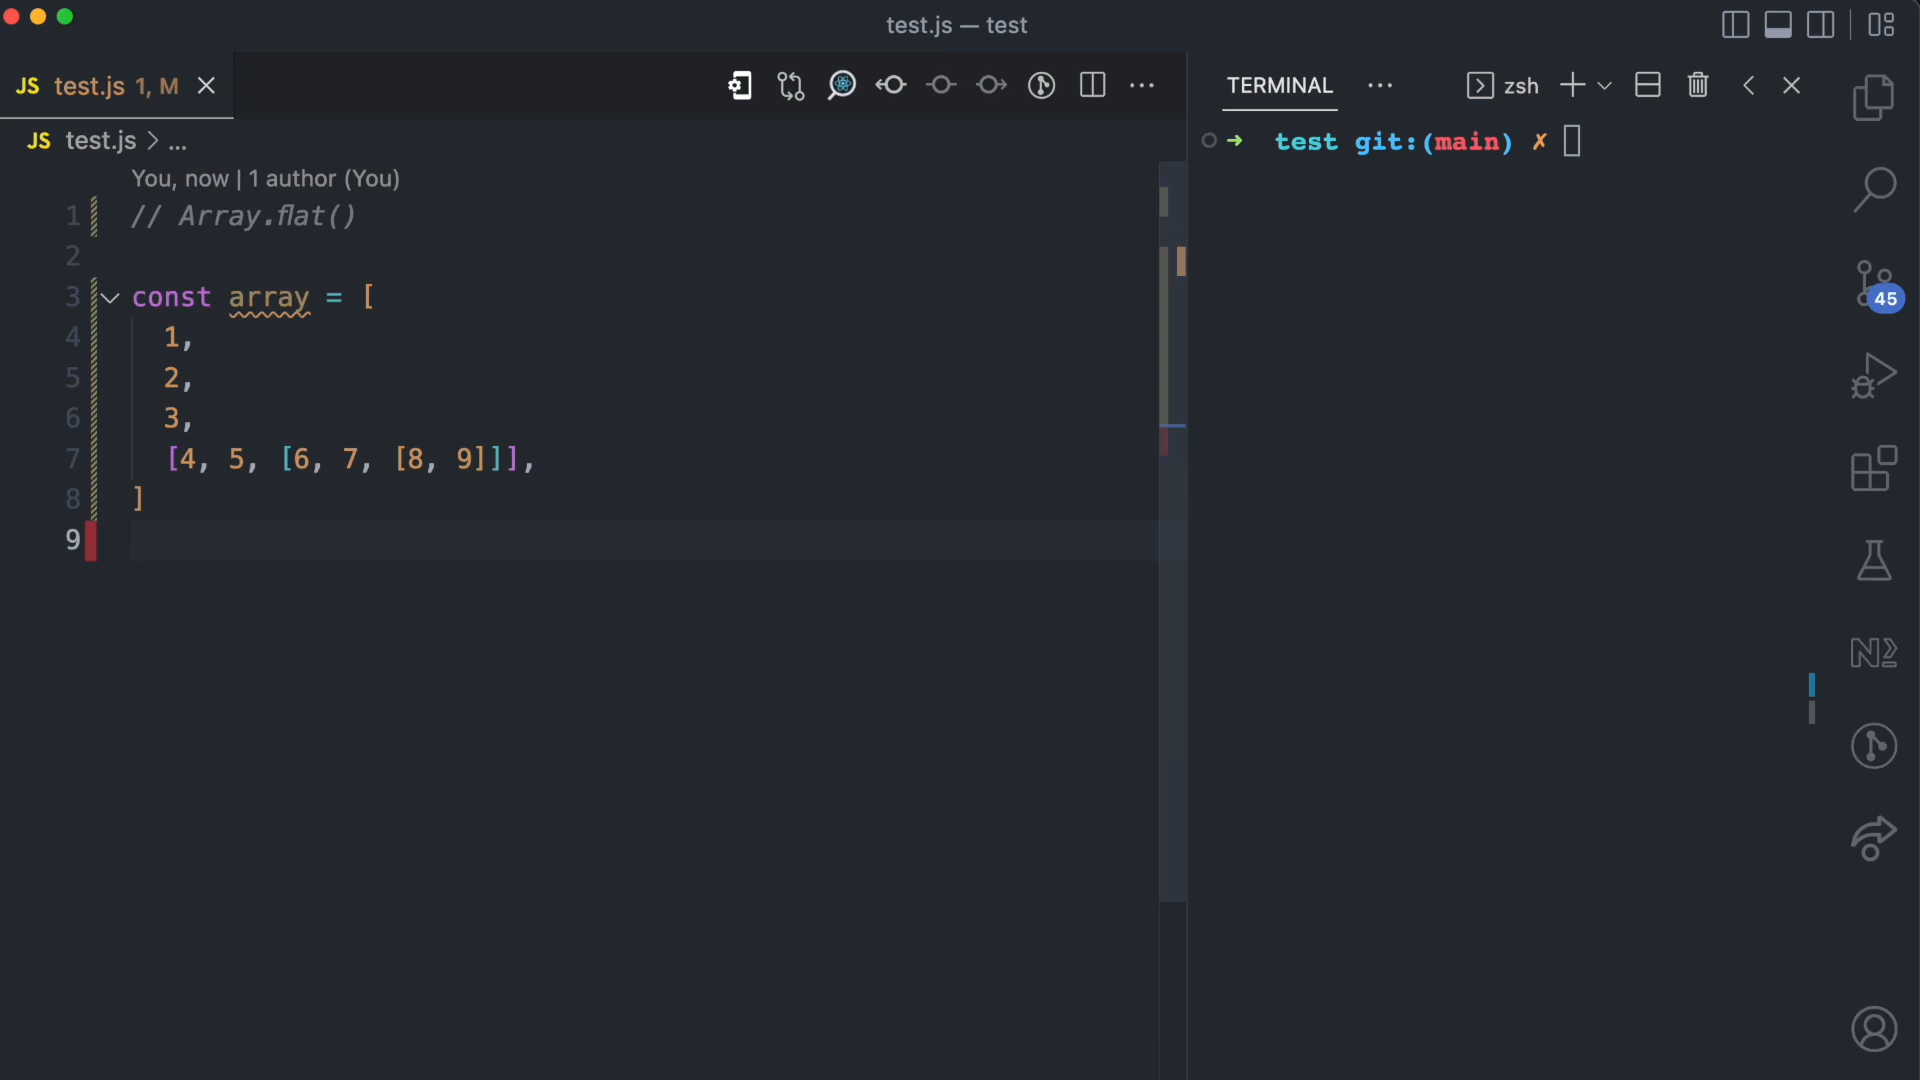 test.js — test
JS test.js 1, M
TERMINAL
zsh
JS test.js > ...
➜ test git:(main) ✗
You, now | 1 author (You)
1 // Array.flat()
2
3 const array = [
4 1,
5 2,
6 3,
7 [4, 5, [6, 7, [8, 9]]],
8 ]
9
45